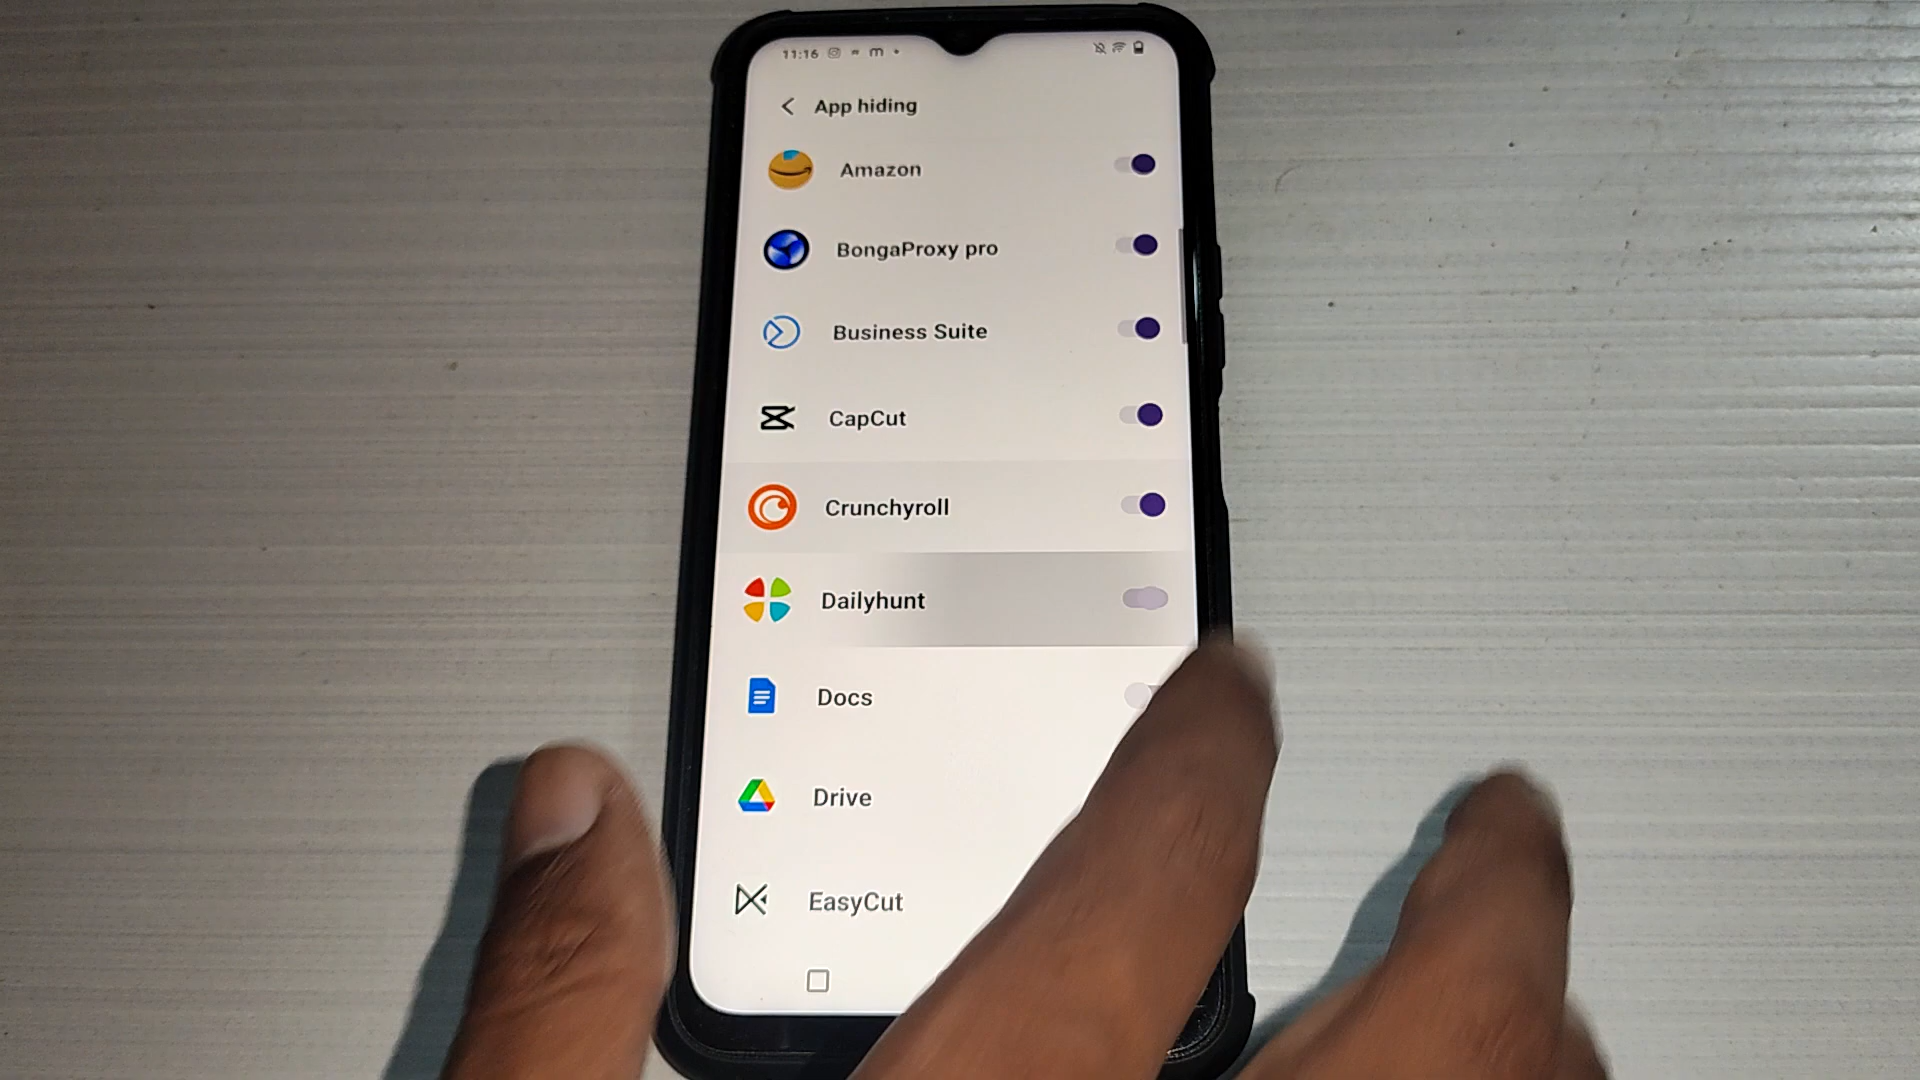 11:16
App hiding
Amazon
BongaProxy pro
Business Suite
CapCut
Crunchyroll
Dailyhunt
Docs
Drive
EasyCut